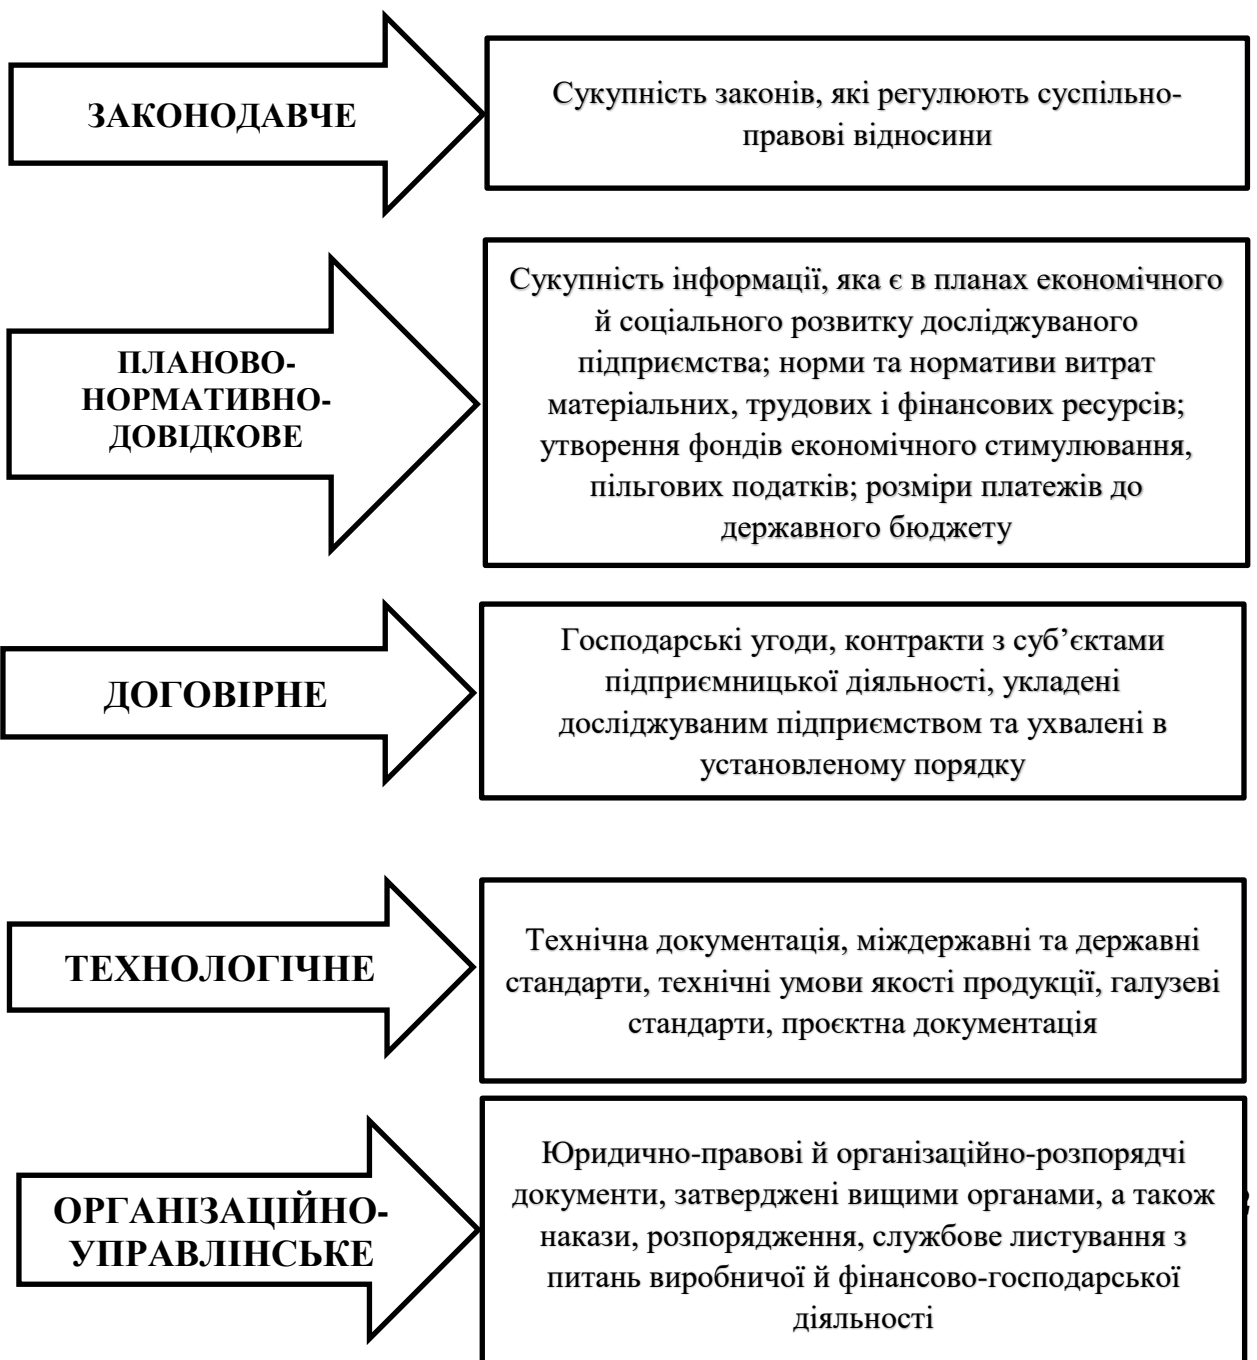 ЗАКОНОДАВЧЕ
Сукупність законів, які регулюють суспільно-
правові відносини
ПЛАНОВО-
НОРМАТИВНО-
ДОВІДКОВЕ
Сукупність інформації, яка є в планах економічного
й соціального розвитку досліджуваного
підприємства; норми та нормативи витрат
матеріальних, трудових і фінансових ресурсів;
утворення фондів економічного стимулювання,
пільгових податків; розміри платежів до
державного бюджету
ДОГОВІРНЕ
Господарські угоди, контракти з суб’єктами
підприємницької діяльності, укладені
досліджуваним підприємством та ухвалені в
установленому порядку
ТЕХНОЛОГІЧНЕ
Технічна документація, міждержавні та державні
стандарти, технічні умови якості продукції, галузеві
стандарти, проєктна документація
ОРГАНІЗАЦІЙНО-
УПРАВЛІНСЬКЕ
Юридично-правові й організаційно-розпорядчі
документи, затверджені вищими органами, а також
накази, розпорядження, службове листування з
питань виробничої й фінансово-господарської
діяльності